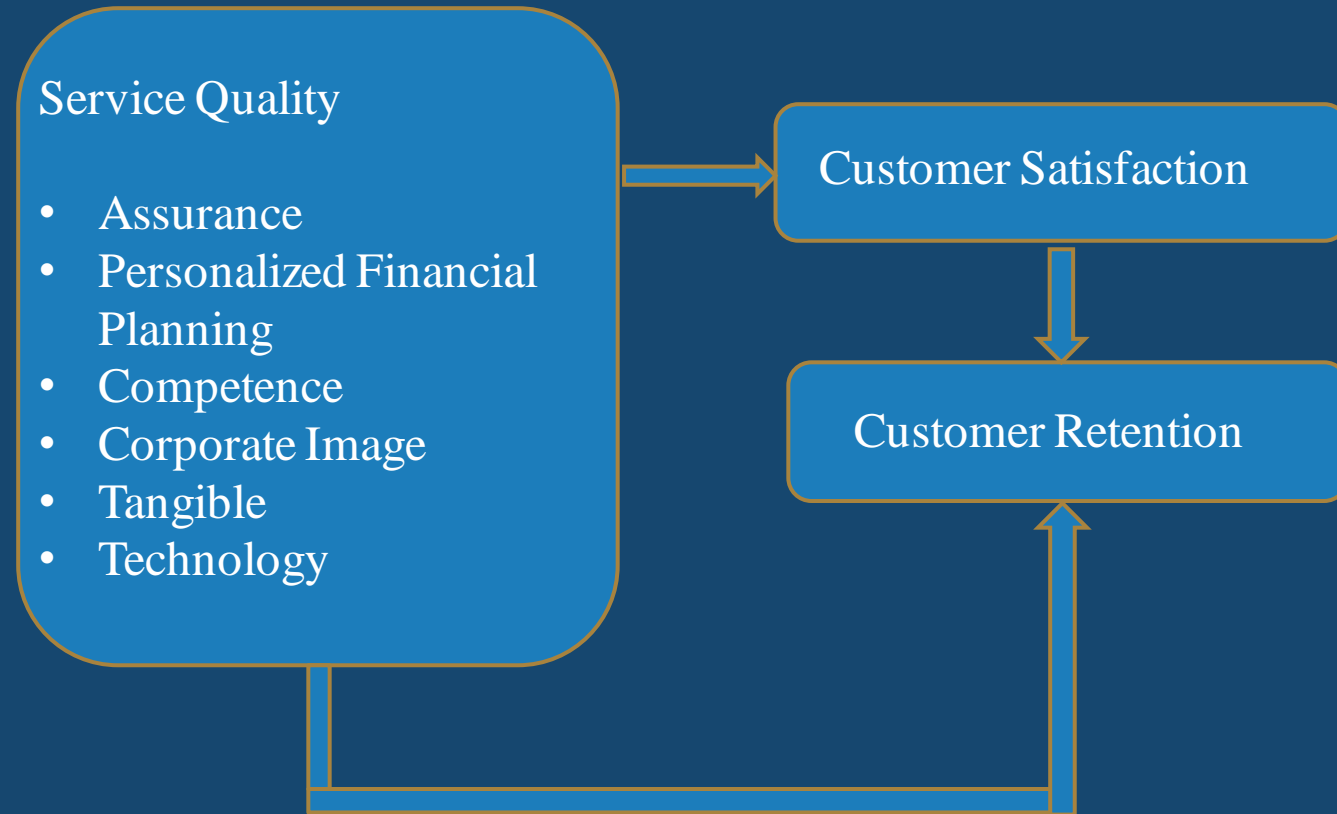 Service Quality
• Assurance
• Personalized Financial
Planning
• Competence
• Corporate Image
• Tangible
• Technology
Customer Satisfaction
Customer Retention